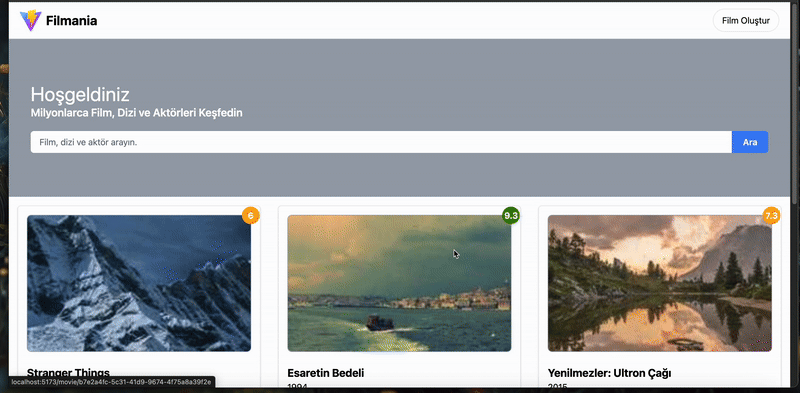 Filmania
Film Oluştur
Hoşgeldiniz
Milyonlarca Film, Dizi ve Aktörleri Keşfedin
Film, dizi ve aktör arayın.
Ara
6
9.3
7.3
Stranger Things
Esaretin Bedeli
Yenilmezler: Ultron Çağı
1994
2015
localhost:5173/movie/b7e2a4fc-5c31-41d9-9674-4f75a8a39f2e